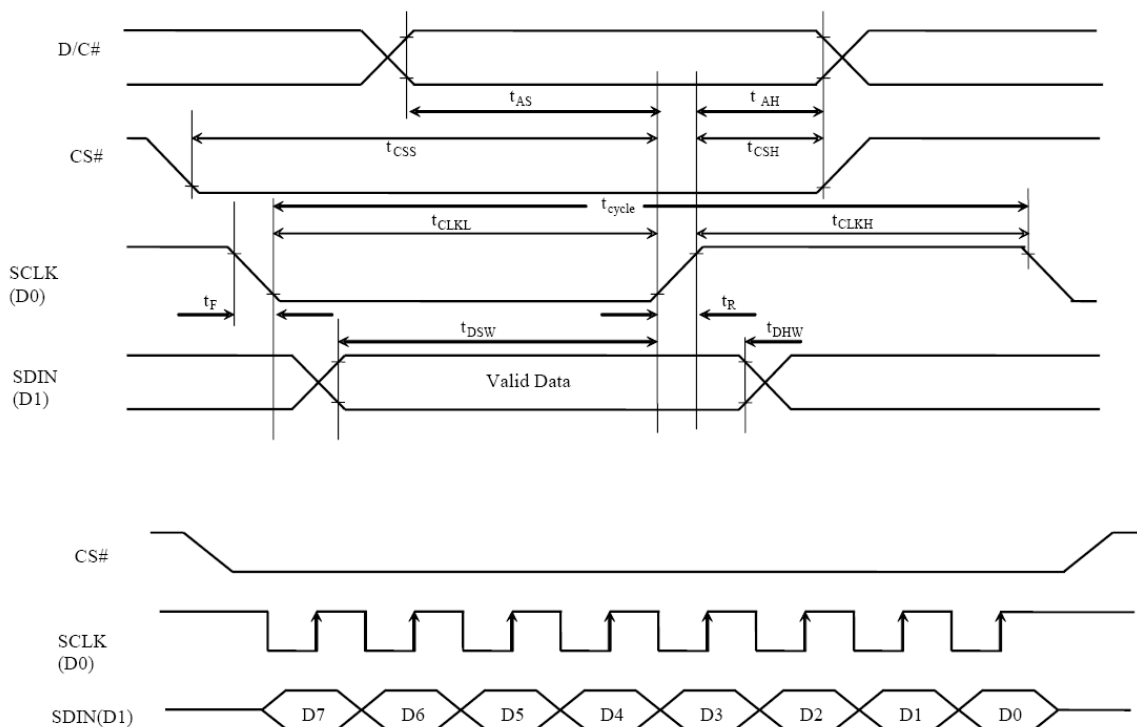 D/C#
tAS
t AH
CS#
tCSS
tCSH
tcycle
tCLKL
tCLKH
SCLK
(D0)
tF
tR
tDSW
tDHW
SDIN
(D1)
Valid Data
CS#
SCLK
(D0)
SDIN(D1)
D7 D6 D5 D4 D3 D2 D1 D0